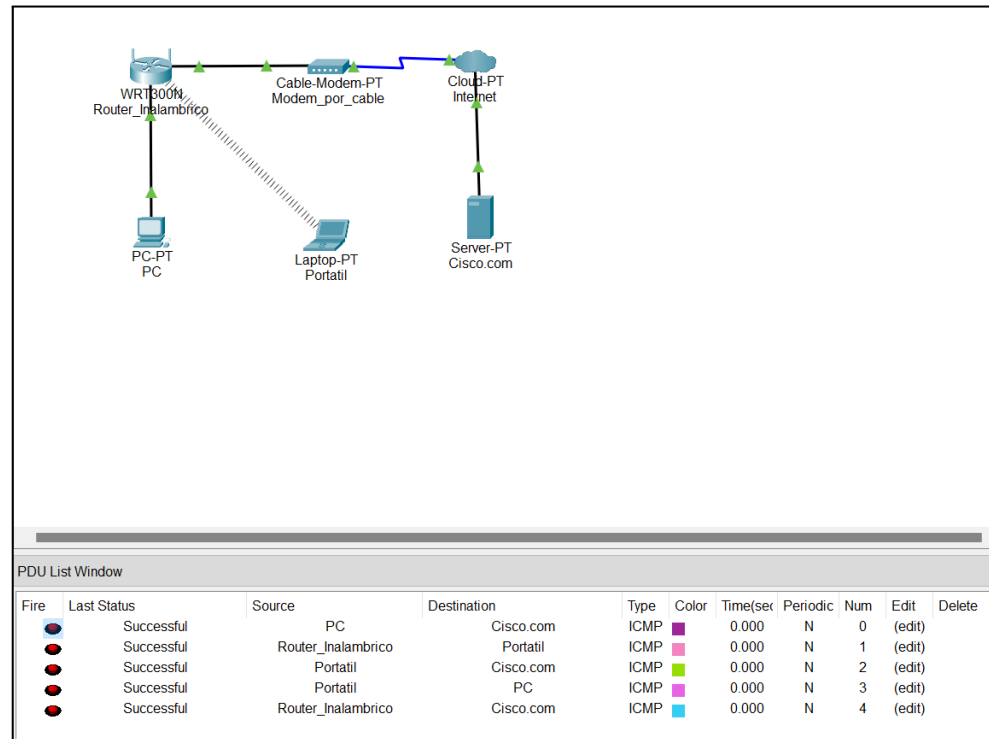 WRT300N
Router_Inalambrico
Cable-Modem-PT
Modem_por_cable
Cloud-PT
Internet
PC-PT
PC
Laptop-PT
Portatil
Server-PT
Cisco.com
PDU List Window
Fire Last Status Source Destination Type Color Time(sec Periodic Num Edit Delete
Successful PC Cisco.com ICMP 0.000 N 0 (edit)
Successful Router_Inalambrico Portatil ICMP 0.000 N 1 (edit)
Successful Portatil Cisco.com ICMP 0.000 N 2 (edit)
Successful Portatil PC ICMP 0.000 N 3 (edit)
Successful Router_Inalambrico Cisco.com ICMP 0.000 N 4 (edit)